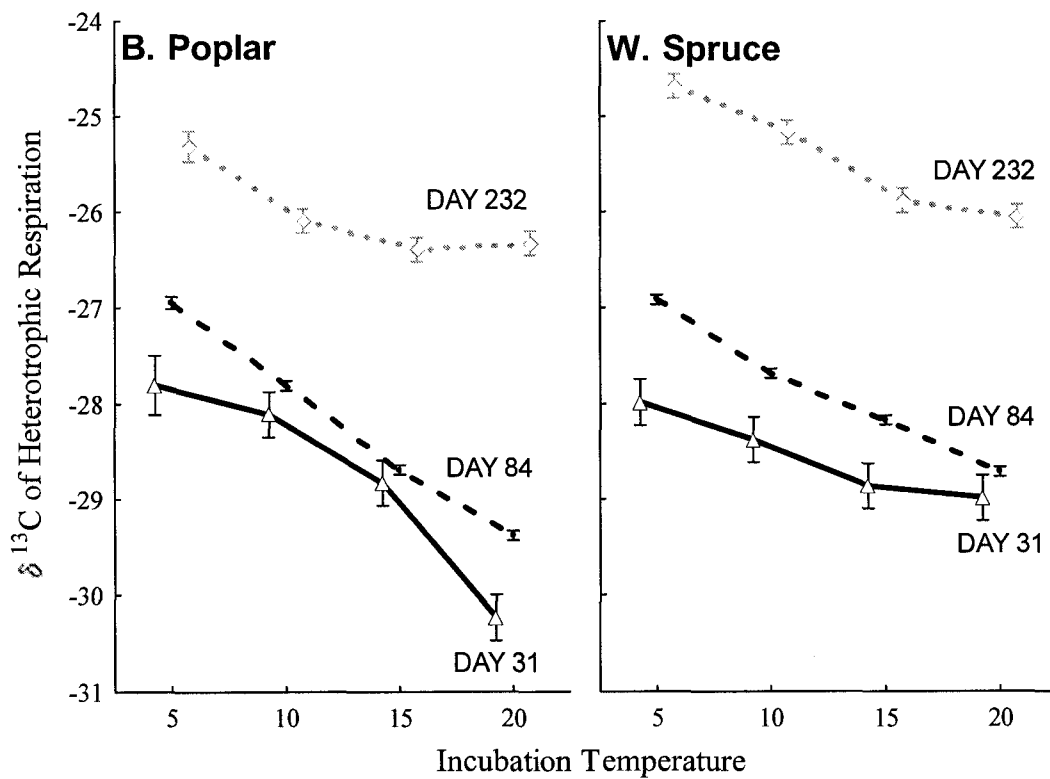 B. Poplar
W. Spruce
δ ¹³C of Heterotrophic Respiration
-24
-25
-26
-27
-28
-29
-30
-31
DAY 232
DAY 84
DAY 31
DAY 232
DAY 84
DAY 31
5 10 15 20
5 10 15 20
Incubation Temperature